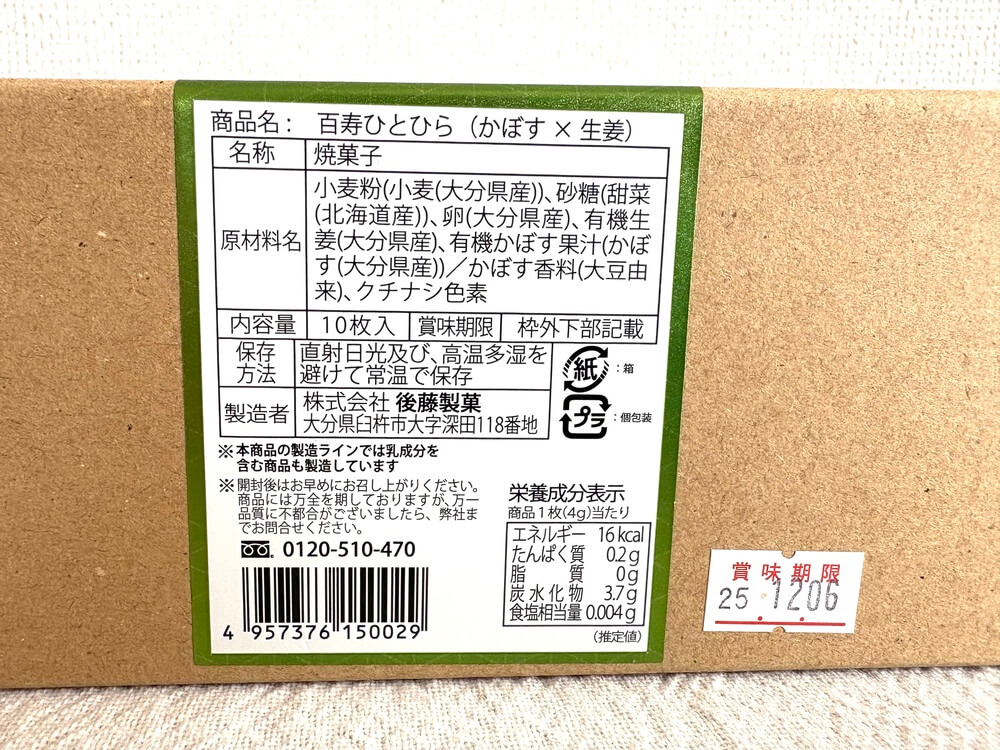 商品名： 百寿ひとひら（かぼす × 生姜）
名称 焼菓子
原材料名 小麦粉(小麦(大分県産))、砂糖(甜菜
(北海道産))、卵(大分県産)、有機生
姜(大分県産)、有機かぼす果汁(かぼ
す(大分県産))／かぼす香料(大豆由
来)、クチナシ色素
内容量 10枚入 賞味期限 枠外下部記載
保存方法 直射日光及び、高温多湿を
避けて常温で保存
紙 ：箱
製造者 株式会社 後藤製菓
大分県臼杵市大字深田118番地
プラ ：個包装
※本商品の製造ラインでは乳成分を
含む商品も製造しています
※開封後はお早めにお召し上がりください。
商品には万全を期しておりますが、万一
品質に不都合がございましたら、弊社ま
でお問合せください。
0120-510-470
4 957376 150029
栄養成分表示
商品1枚(4g)当たり
エネルギー 16kcal
たんぱく質 0.2g
脂質 0g
炭水化物 3.7g
食塩相当量 0.004g
（推定値）
賞味期限
25.1206